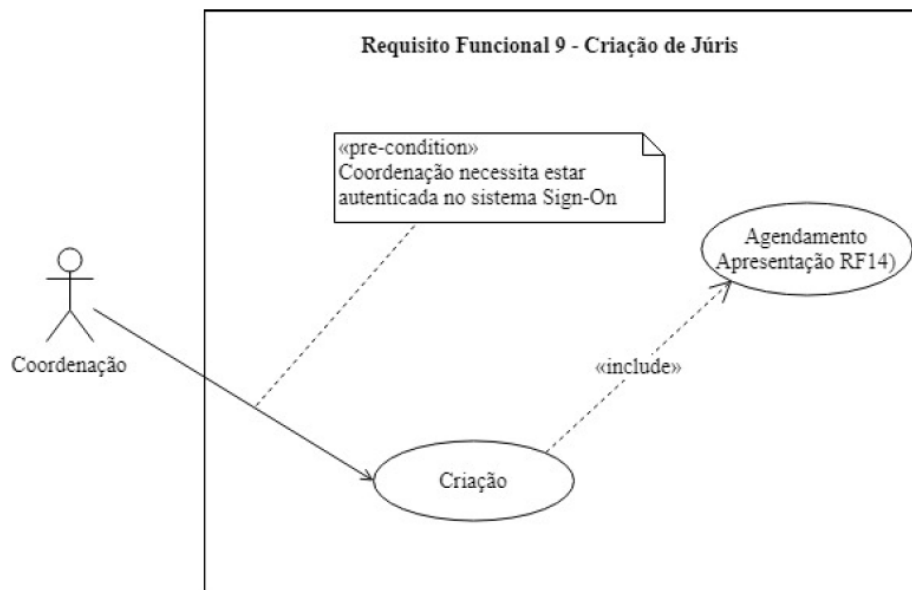 Requisito Funcional 9 - Criação de Júris
«pre-condition»
Coordenação necessita estar
autenticada no sistema Sign-On
Agendamento
Apresentação RF14)
Coordenação
«include»
Criação